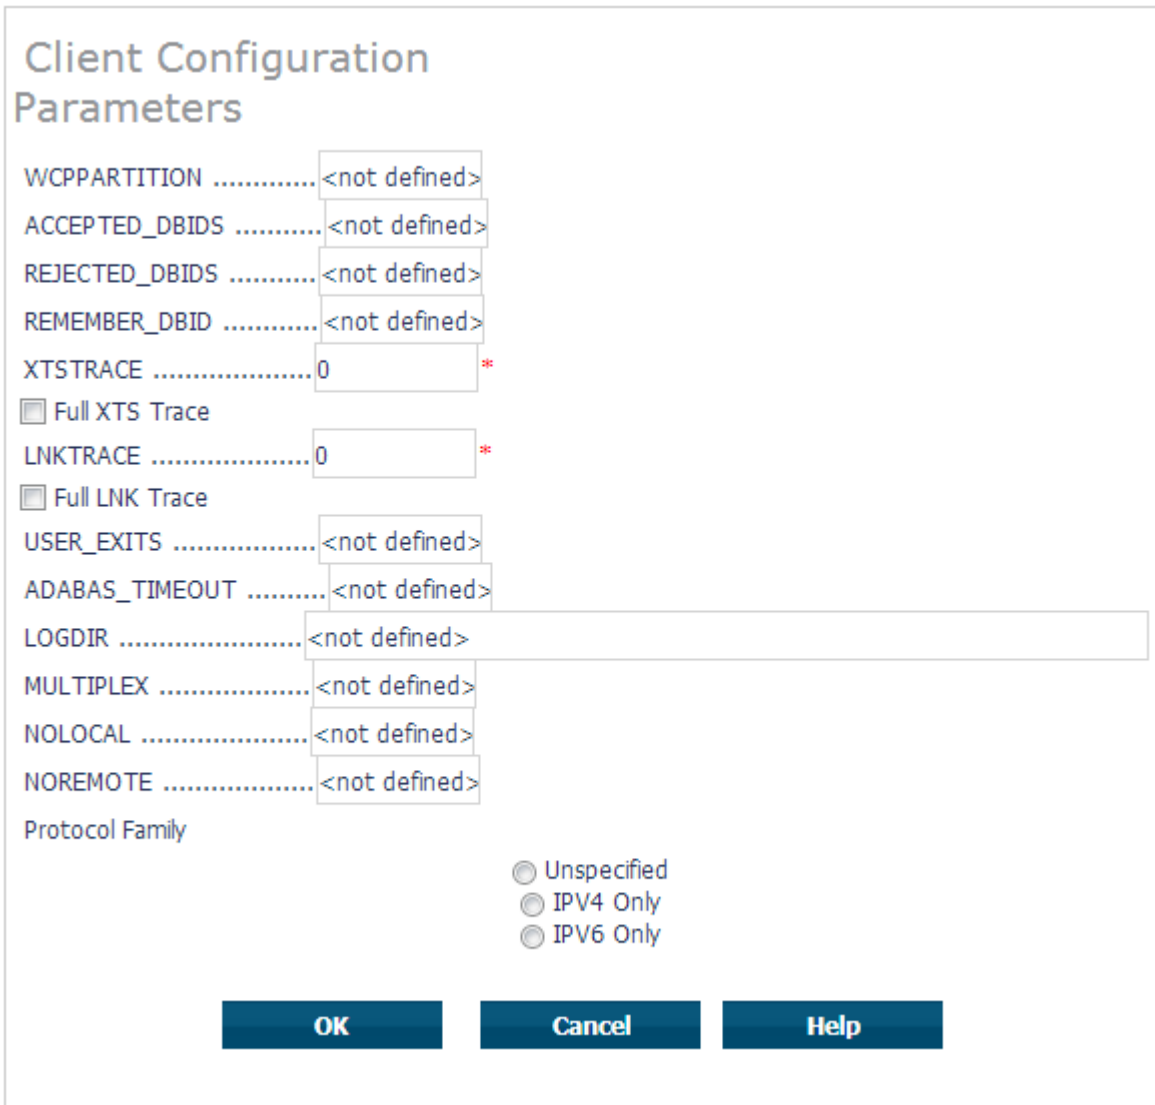 Client Configuration
Parameters
WCPPARTITION ............. <not defined>
ACCEPTED_DBIDS ........... <not defined>
REJECTED_DBIDS ........... <not defined>
REMEMBER_DBID ............ <not defined>
XTSTRACE .................... 0 *
Full XTS Trace
LNKTRACE .................... 0 *
Full LNK Trace
USER_EXITS .................. <not defined>
ADABAS_TIMEOUT .......... <not defined>
LOGDIR ....................... <not defined>
MULTIPLEX ................... <not defined>
NOLOCAL ..................... <not defined>
NOREMOTE ................... <not defined>
Protocol Family
Unspecified
IPV4 Only
IPV6 Only
OK Cancel Help